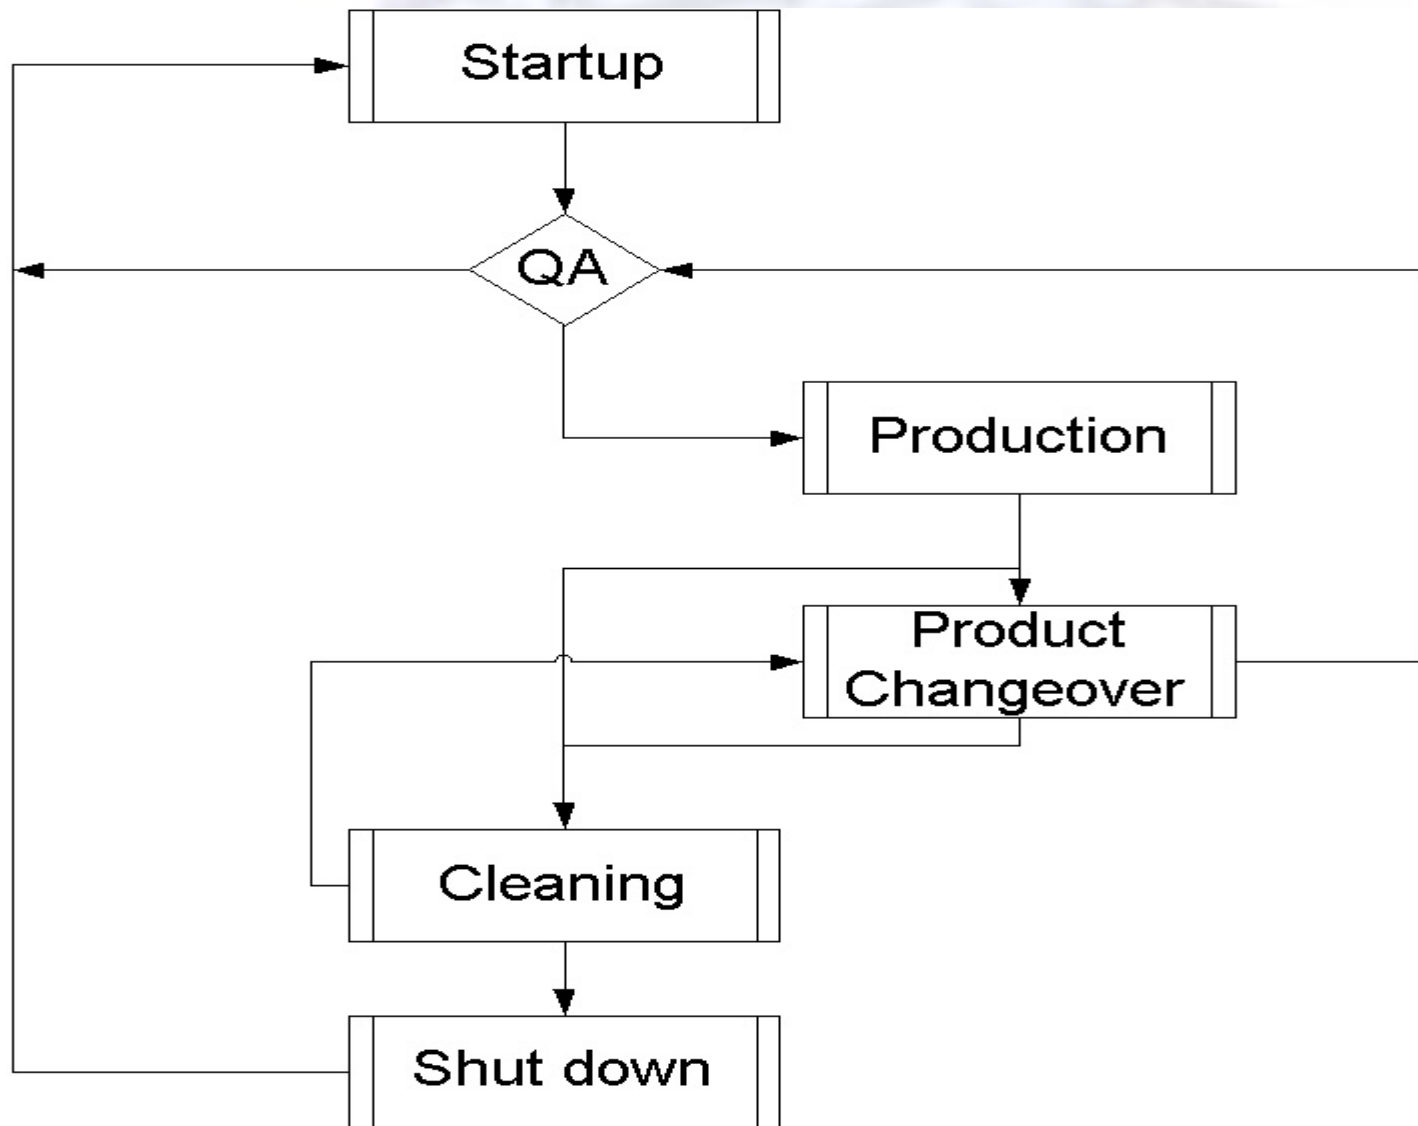 Startup
QA
Production
Product
Changeover
Cleaning
Shut down